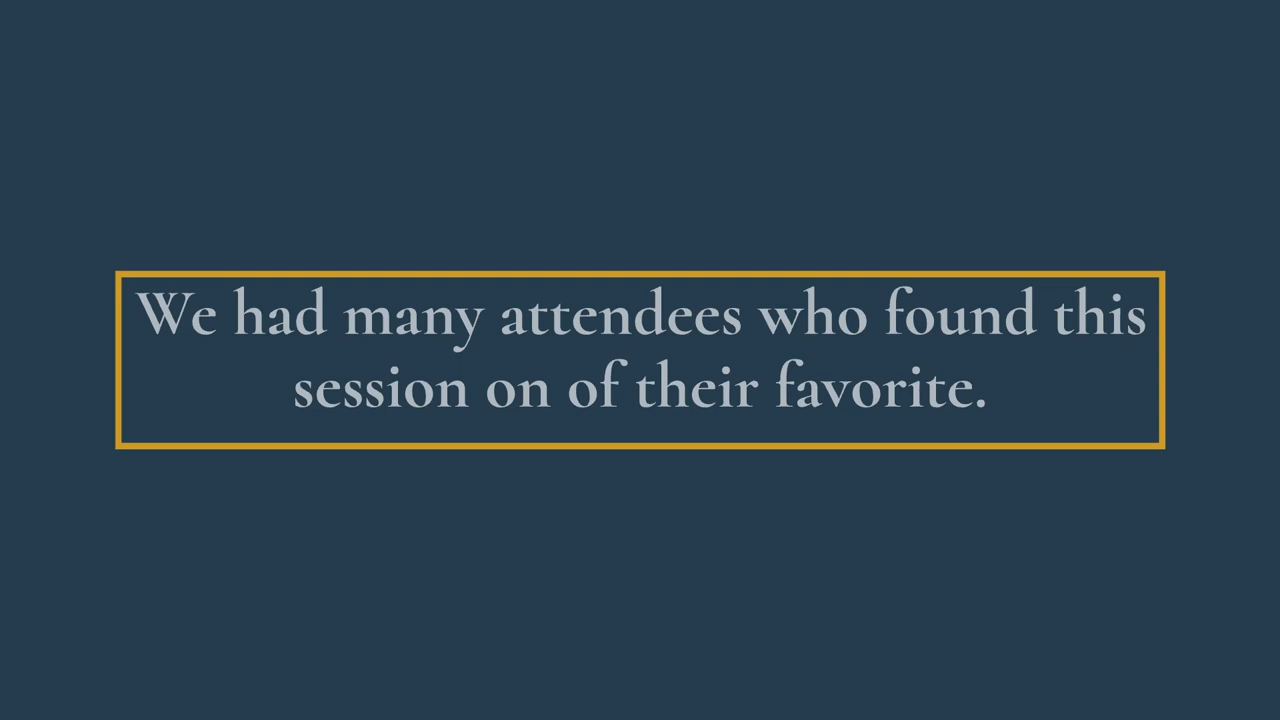 We had many attendees who found this
session on of their favorite.